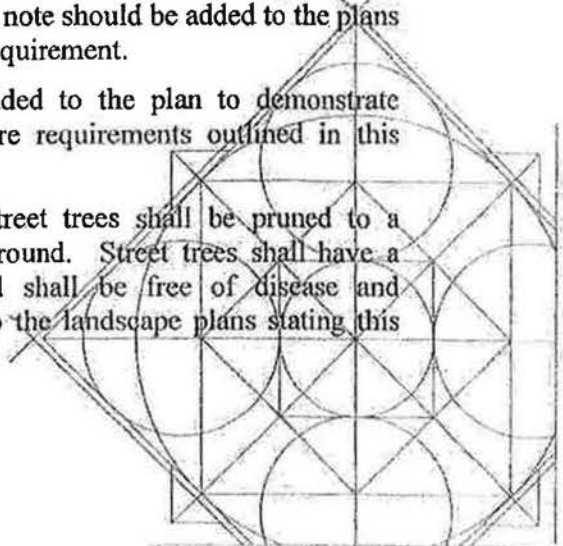 note should be added to the plans
quirement.
ded to the plan to demonstrate
re requirements outlined in this
treet trees shall be pruned to a
round. Street trees shall have a
shall be free of disease and
the landscape plans stating this